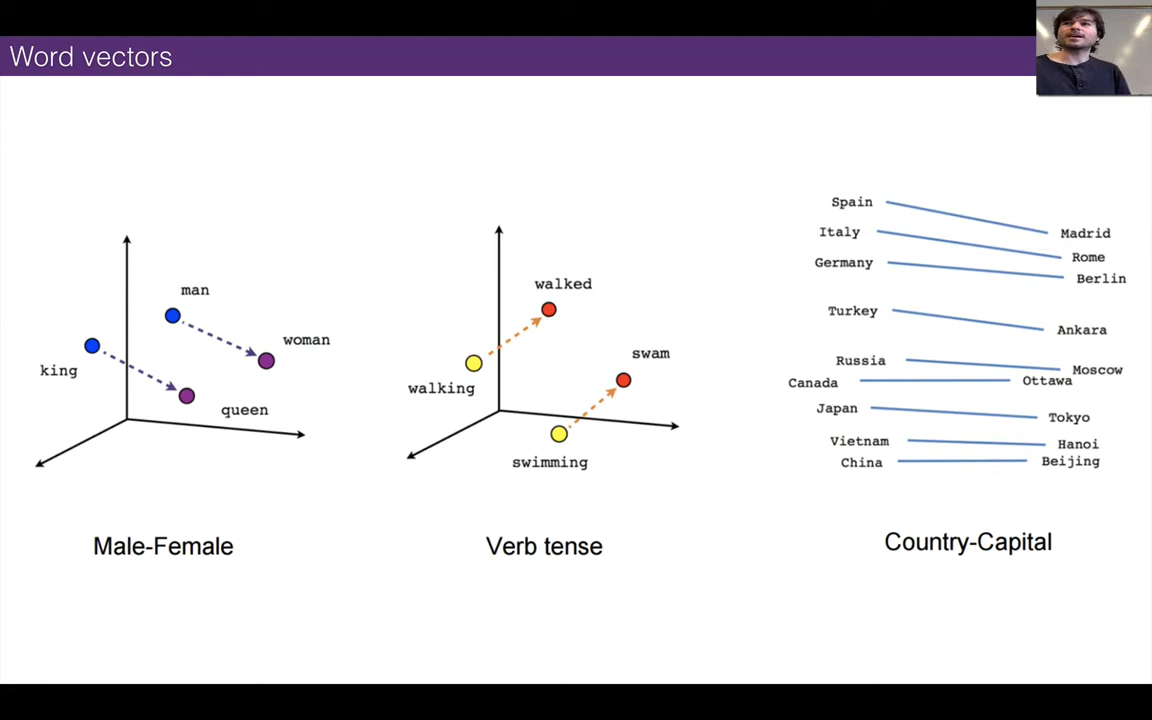 Word vectors
man
woman
king
queen
Male-Female
walked
swam
walking
swimming
Verb tense
Spain Madrid
Italy Rome
Germany Berlin
Turkey Ankara
Russia Moscow
Canada Ottawa
Japan Tokyo
Vietnam Hanoi
China Beijing
Country-Capital